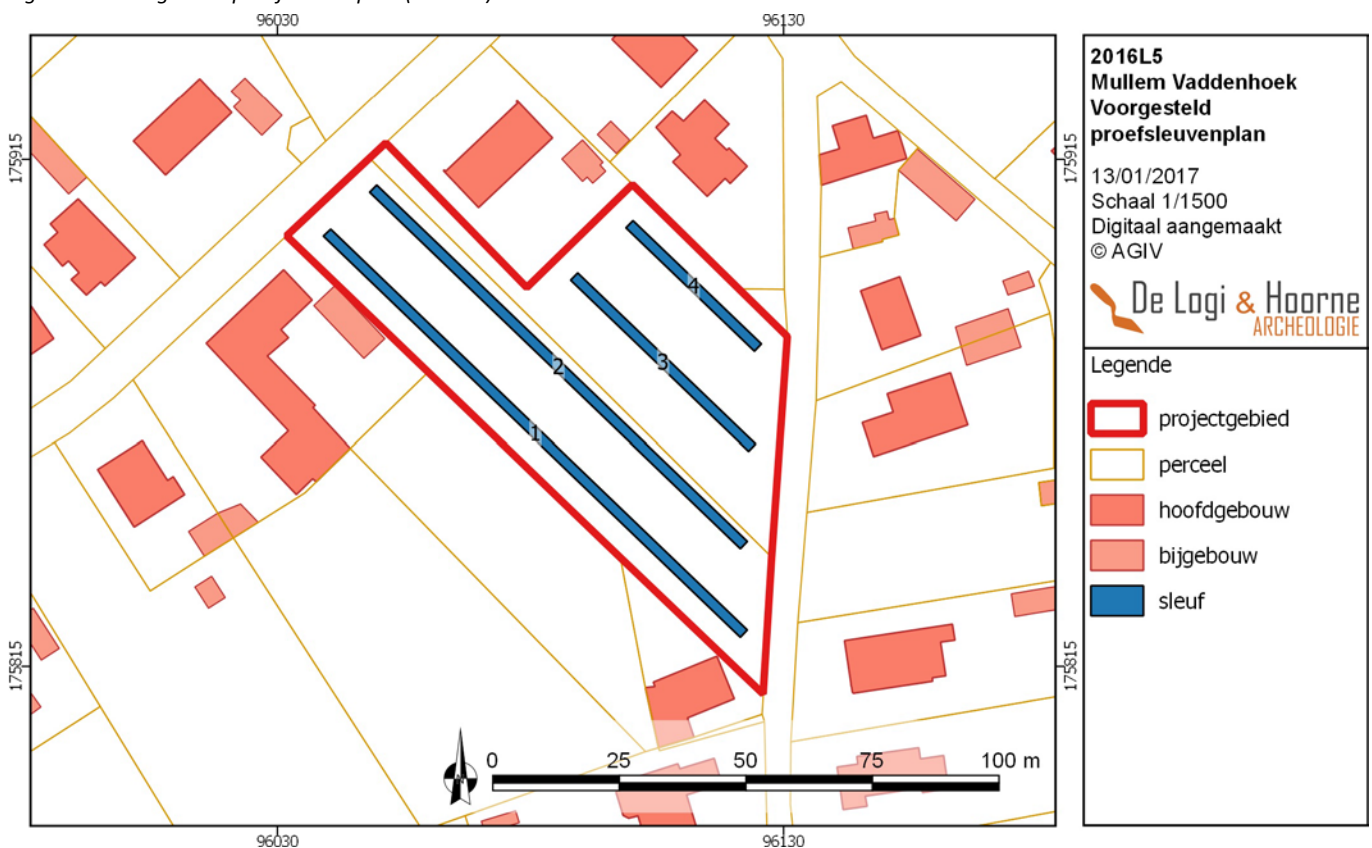 96030
96130
175915
175915
175815
175815
1
2
3
4
0
25
50
75
100 m
96030
96130
2016L5
Mullem Vaddenhoek
Voorgesteld
proefsleuvenplan
13/01/2017
Schaal 1/1500
Digitaal aangemaakt
© AGIV
De Logi & Hoorne
ARCHEOLOGIE
Legende
projectgebied
perceel
hoofdgebouw
bijgebouw
sleuf